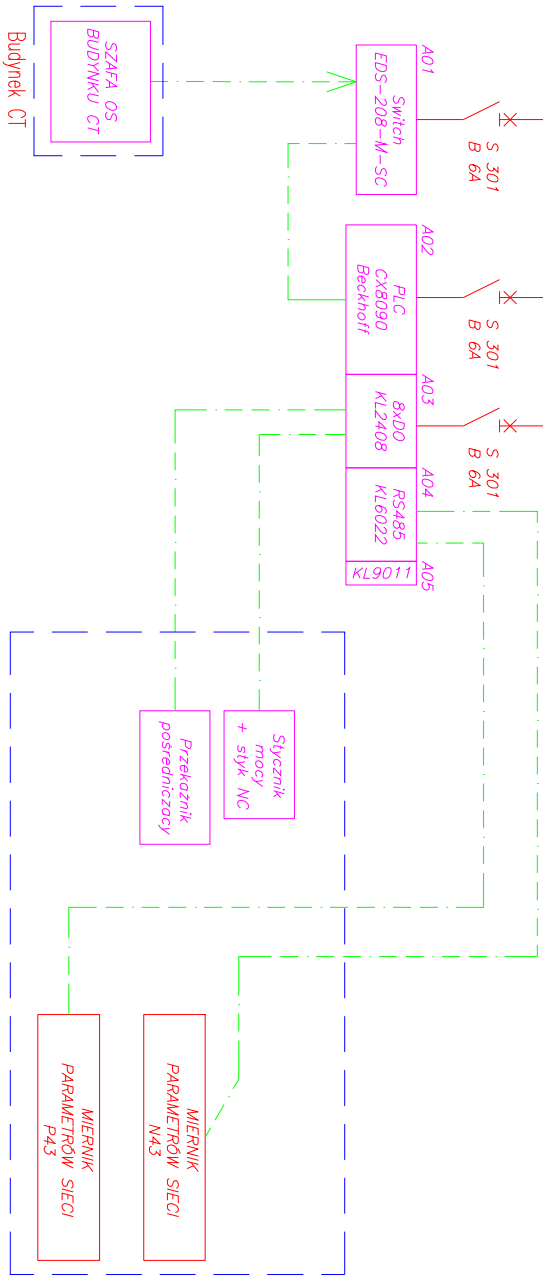 A01
Switch
EDS-208-M-SC
S 301
B 6A
SZAFA OS
BUDYNKU CT
Budynek CT
A02
PLC
CX8090
Beckhoff
S 301
B 6A
A03
8xDO
KL2408
S 301
B 6A
A04
RS485
KL6022
A05
KL9011
Stycznik
mocy
+ styk NC
Przekaźnik
pośredniczacy
MIERNIK
PARAMETRÓW SIECI
N43
MIERNIK
PARAMETRÓW SIECI
P43